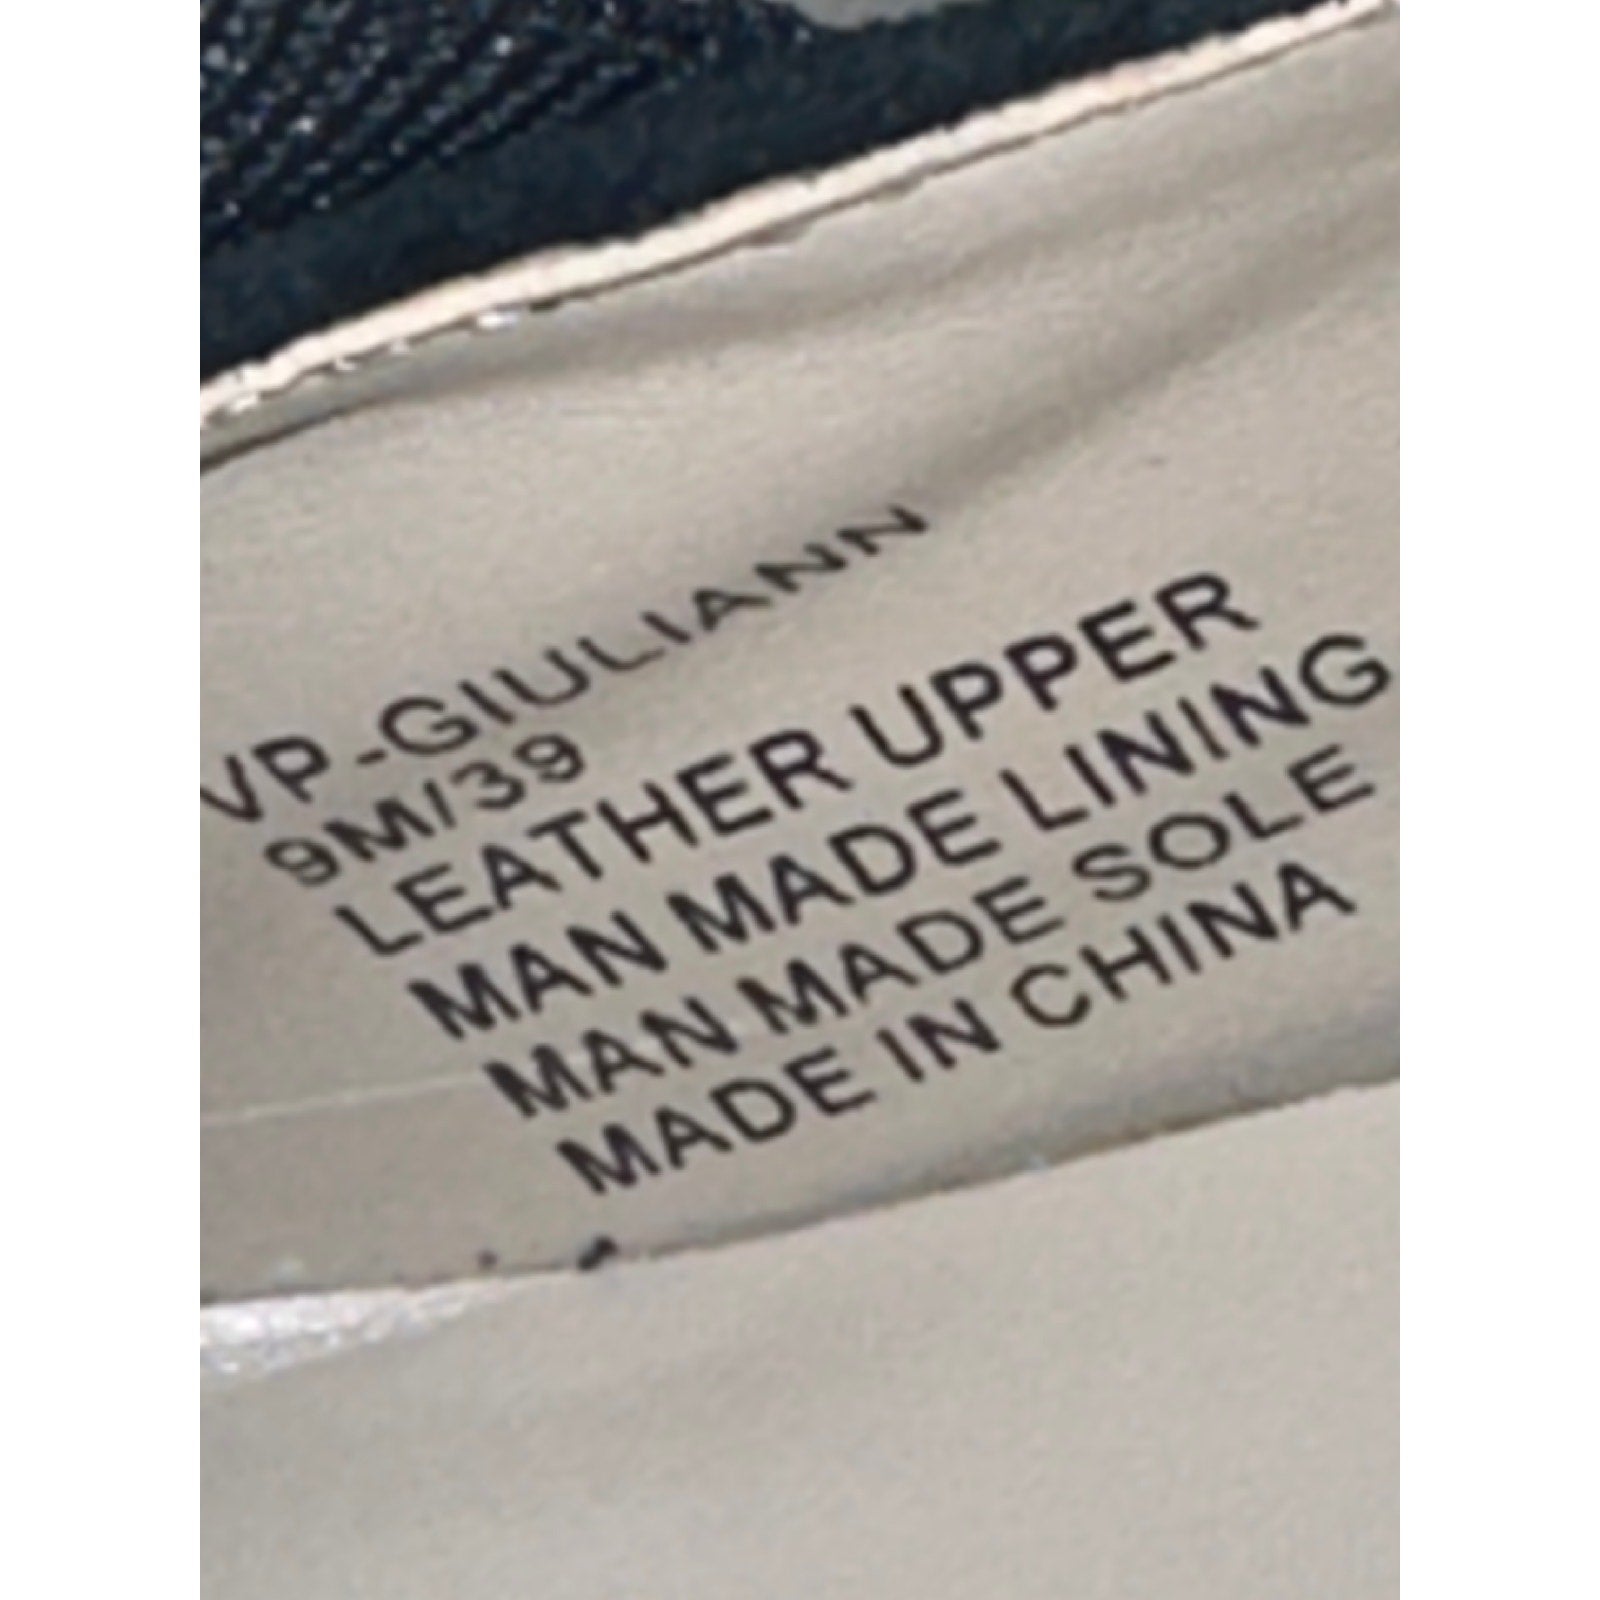 VP-GIULIANN
9M/39
LEATHER UPPER
MAN MADE LINING
MAN MADE SOLE
MADE IN CHINA